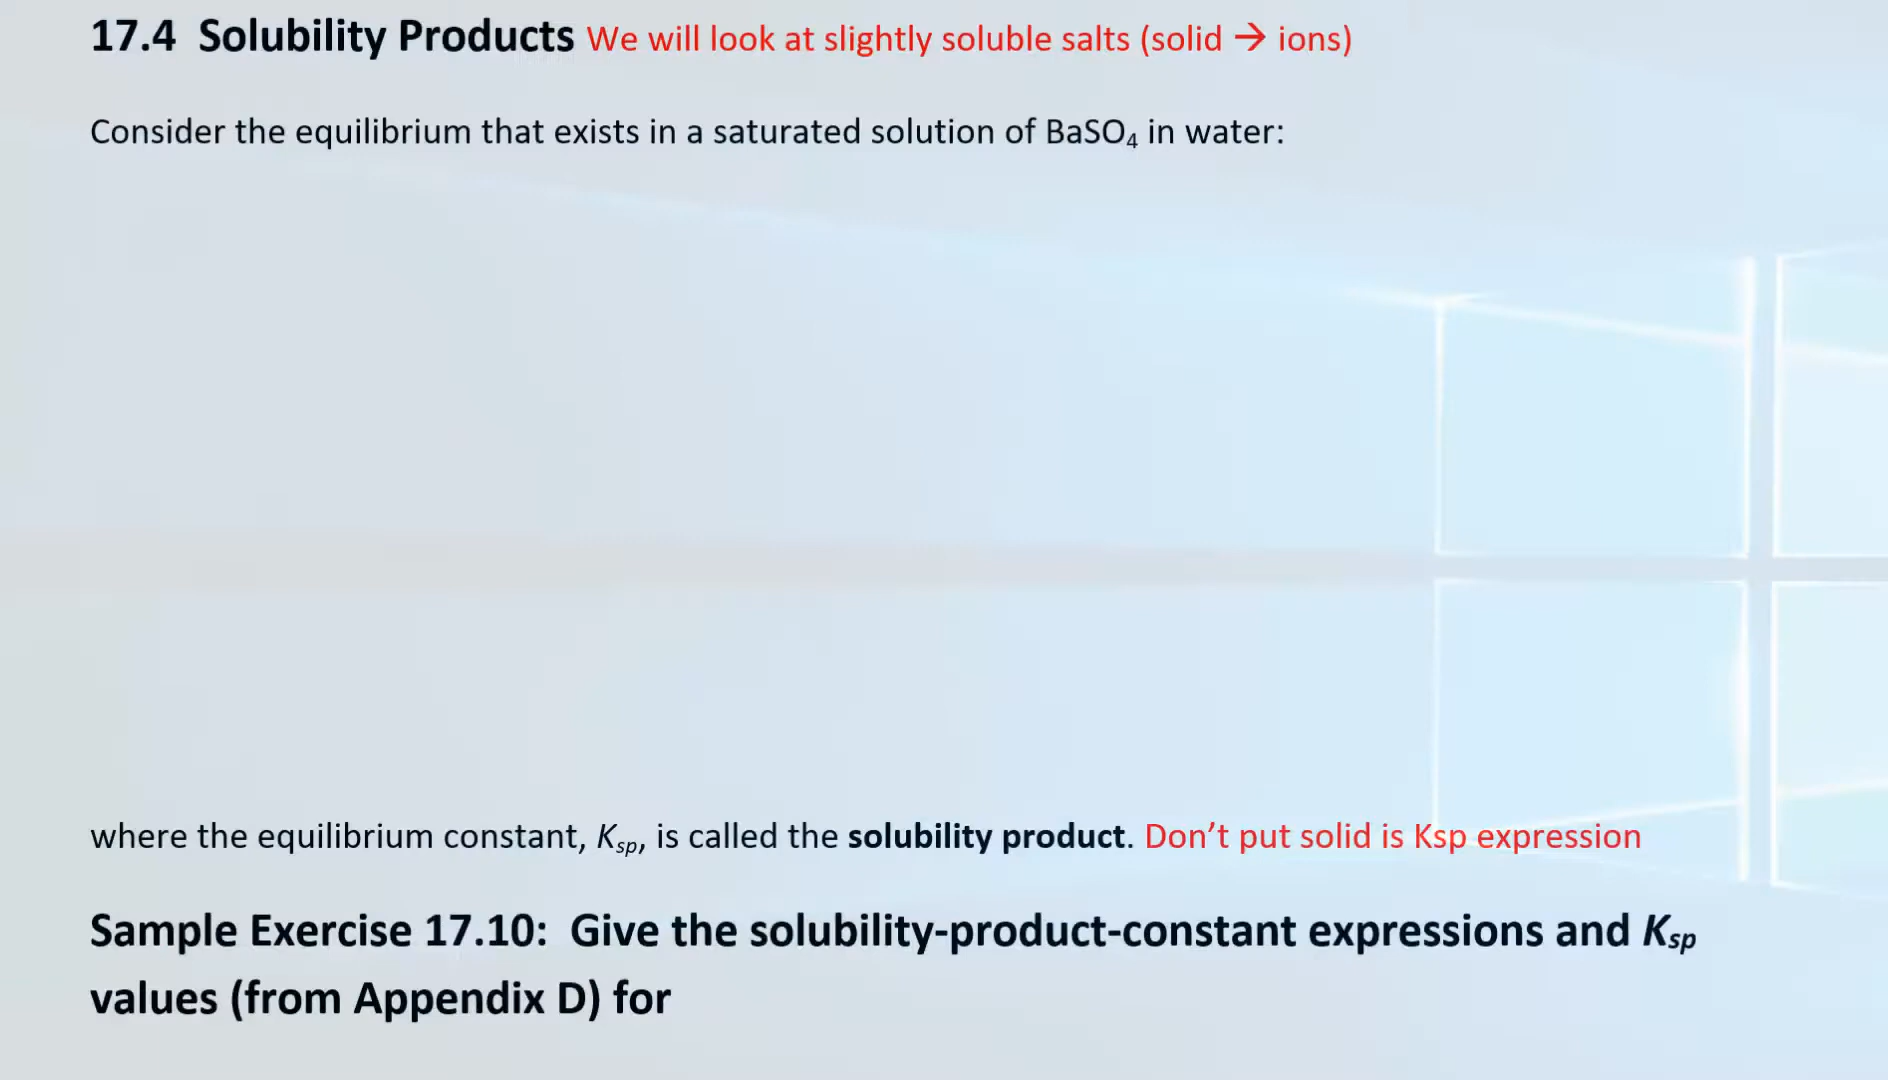 17.4 Solubility Products We will look at slightly soluble salts (solid → ions)
Consider the equilibrium that exists in a saturated solution of BaSO₄ in water:
where the equilibrium constant, Ksp, is called the solubility product. Don’t put solid is Ksp expression
Sample Exercise 17.10: Give the solubility-product-constant expressions and Ksp
values (from Appendix D) for